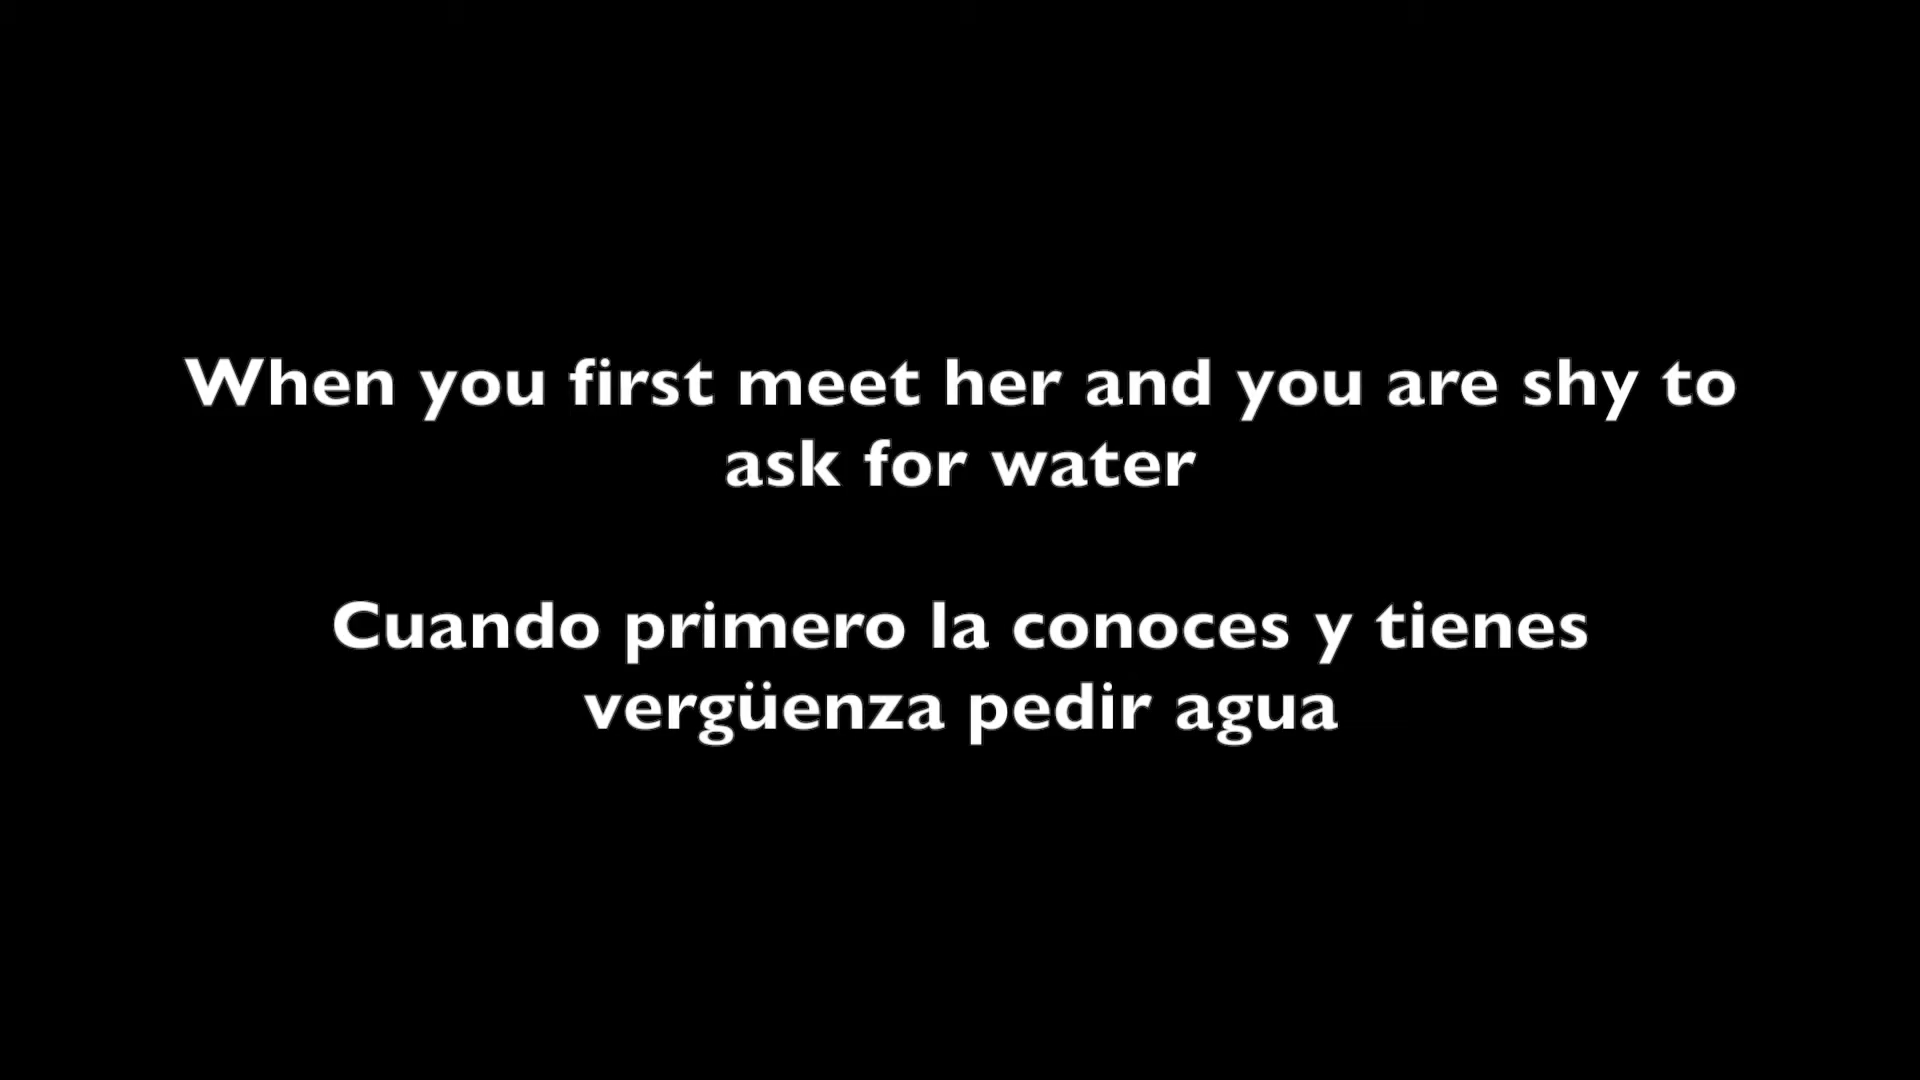 When you first meet her and you are shy to
ask for water
Cuando primero la conoces y tienes
vergüenza pedir agua